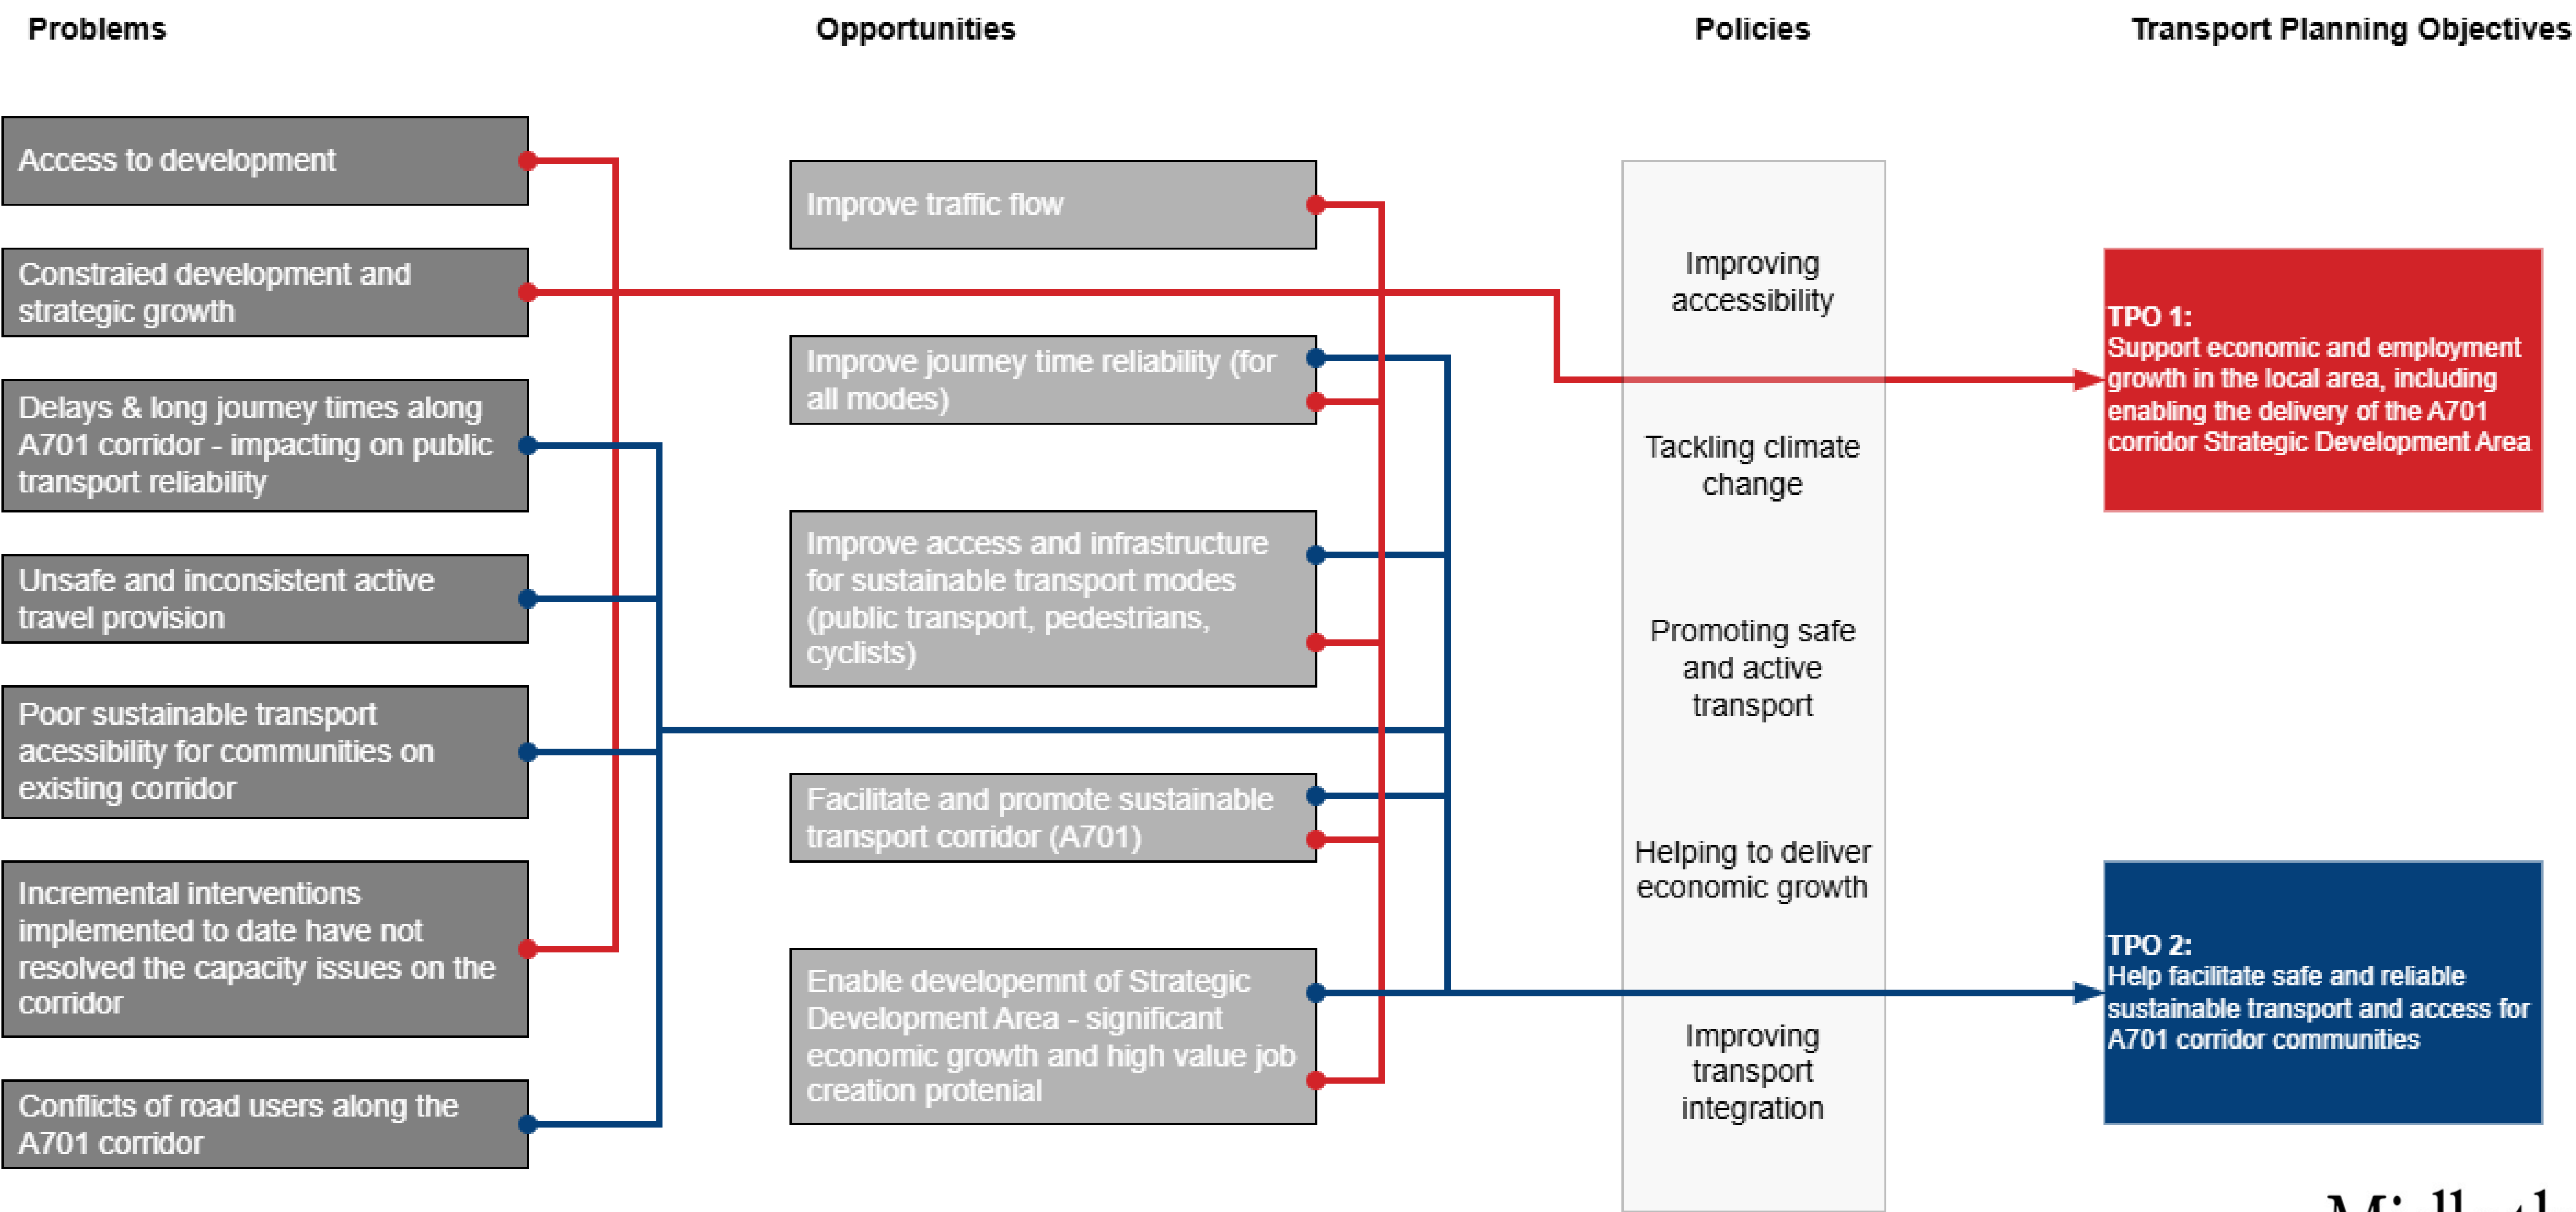 Problems
Opportunities
Policies
Transport Planning Objectives
Access to development
Constraied development and
strategic growth
Delays & long journey times along
A701 corridor - impacting on public
transport reliability
Unsafe and inconsistent active
travel provision
Poor sustainable transport
acessibility for communities on
existing corridor
Incremental interventions
implemented to date have not
resolved the capacity issues on the
corridor
Conflicts of road users along the
A701 corridor
Improve traffic flow
Improve journey time reliability (for
all modes)
Improve access and infrastructure
for sustainable transport modes
(public transport, pedestrians,
cyclists)
Facilitate and promote sustainable
transport corridor (A701)
Enable developemnt of Strategic
Development Area - significant
economic growth and high value job
creation protenial
Improving
accessibility
Tackling climate
change
Promoting safe
and active
transport
Helping to deliver
economic growth
Improving
transport
integration
TPO 1:
Support economic and employment
growth in the local area, including
enabling the delivery of the A701
corridor Strategic Development Area
TPO 2:
Help facilitate safe and reliable
sustainable transport and access for
A701 corridor communities